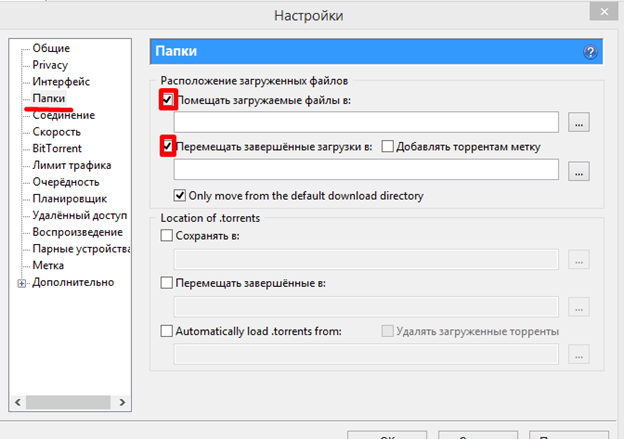 Настройки
Общие
Privacy
Интерфейс
Папки
Соединение
Скорость
BitTorrent
Лимит трафика
Очерёдность
Планировщик
Удалённый доступ
Воспроизведение
Парные устройства
Метка
Дополнительно
Папки
Расположение загруженных файлов
Помещать загружаемые файлы в:
...
Перемещать завершённые загрузки в: Добавлять торрентам метку
...
Only move from the default download directory
Location of .torrents
Сохранять в:
...
Перемещать завершённые в:
...
Automatically load .torrents from: Удалять загруженные торренты
...